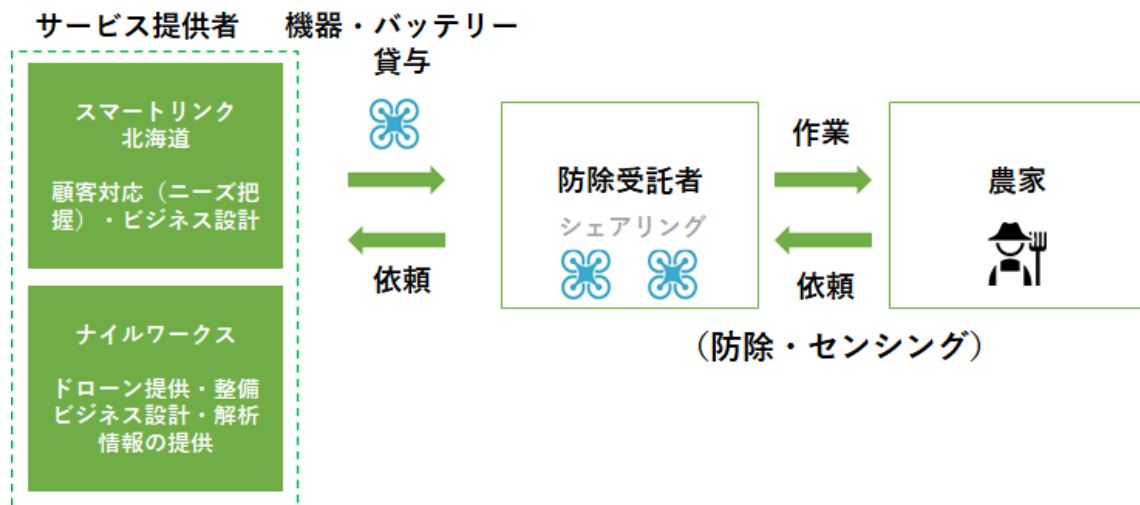 サービス提供者
機器・バッテリー
貸与
スマートリンク
北海道
顧客対応（ニーズ把
握）・ビジネス設計
ナイルワークス
ドローン提供・整備
ビジネス設計・解析
情報の提供
依頼
防除受託者
シェアリング
作業
依頼
農家
（防除・センシング）